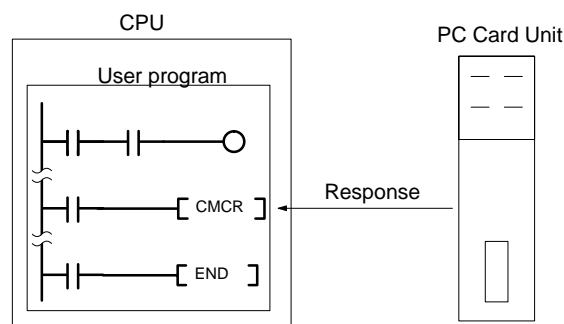 CPU
PC Card Unit
User program
CMCR
Response
END